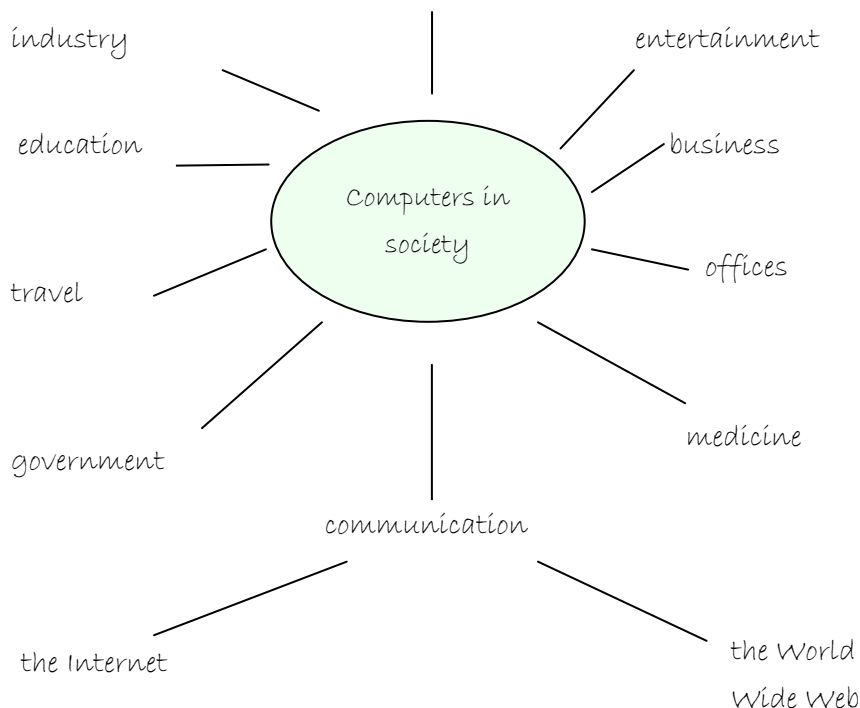 industry
entertainment
education
business
Computers in
society
offices
travel
medicine
government
communication
the Internet
the World
Wide Web